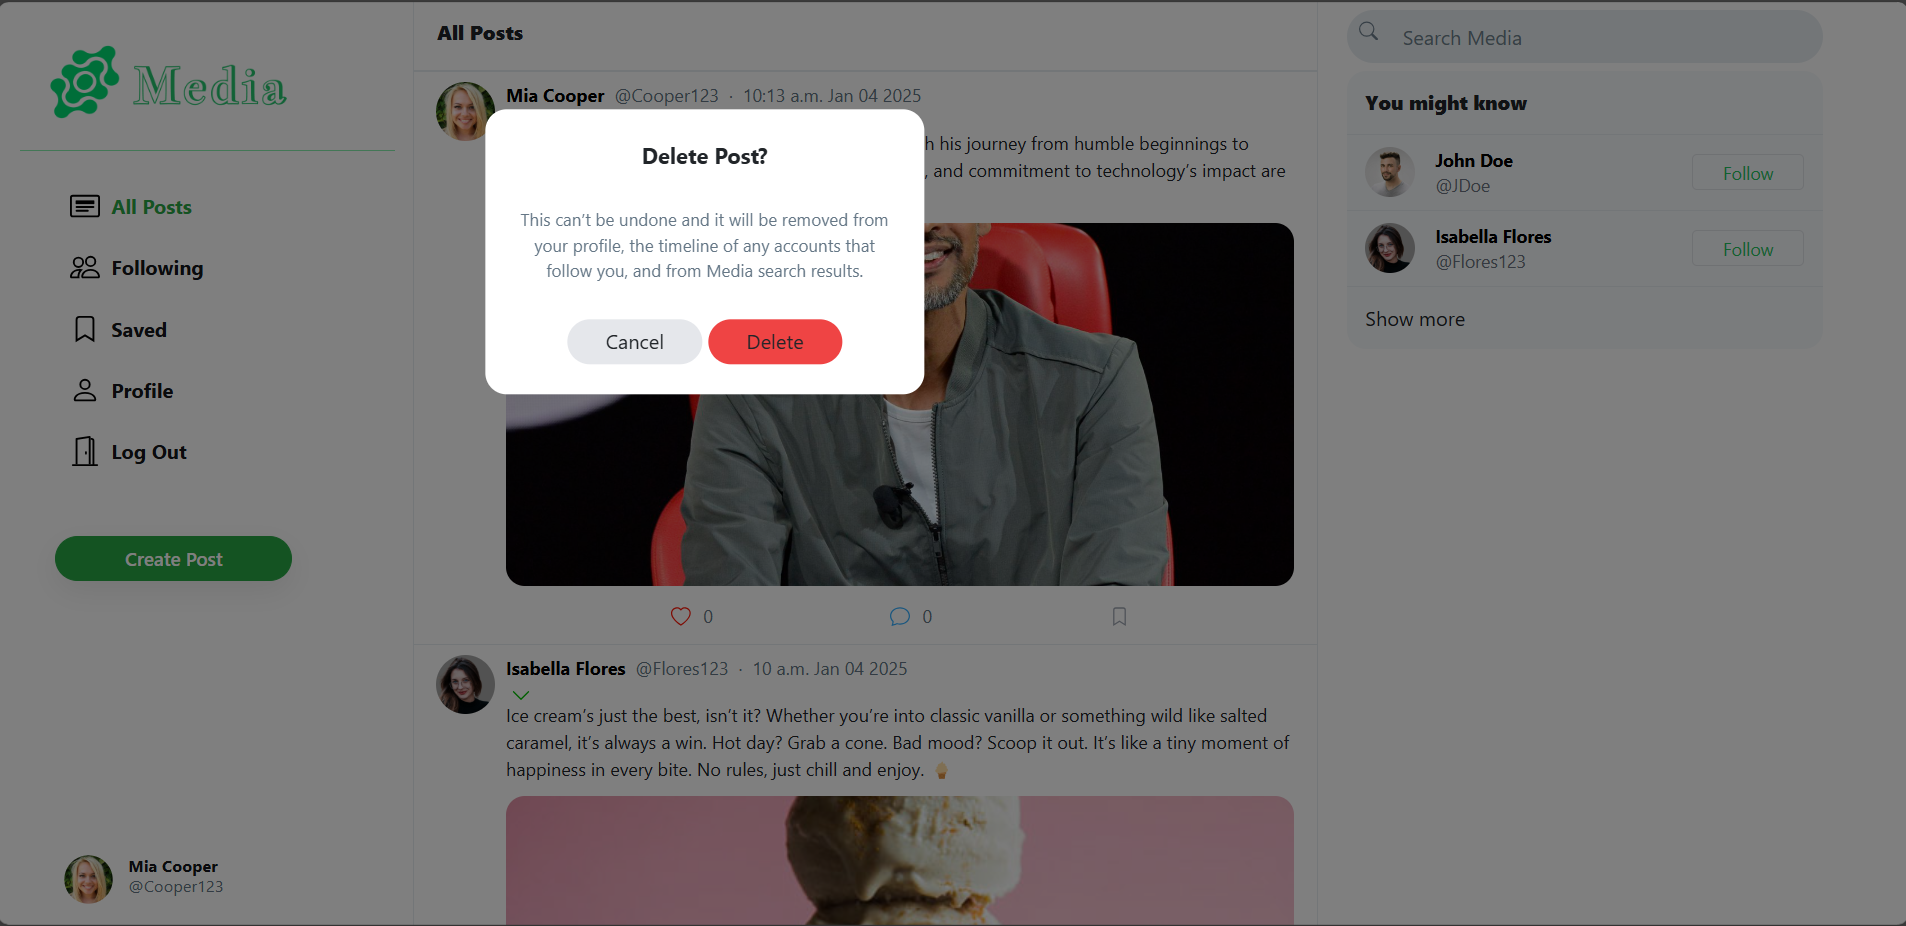 Media
All Posts
Following
Saved
Profile
Log Out
Create Post
Mia Cooper
@Cooper123
All Posts
Mia Cooper @Cooper123 · 10:13 a.m. Jan 04 2025
h his journey from humble beginnings to
, and commitment to technology’s impact are
Delete Post?
This can’t be undone and it will be removed from
your profile, the timeline of any accounts that
follow you, and from Media search results.
Cancel Delete
0 0
Isabella Flores @Flores123 · 10 a.m. Jan 04 2025
Ice cream’s just the best, isn’t it? Whether you’re into classic vanilla or something wild like salted
caramel, it’s always a win. Hot day? Grab a cone. Bad mood? Scoop it out. It’s like a tiny moment of
happiness in every bite. No rules, just chill and enjoy. 🍦
Search Media
You might know
John Doe
@JDoe
Follow
Isabella Flores
@Flores123
Follow
Show more